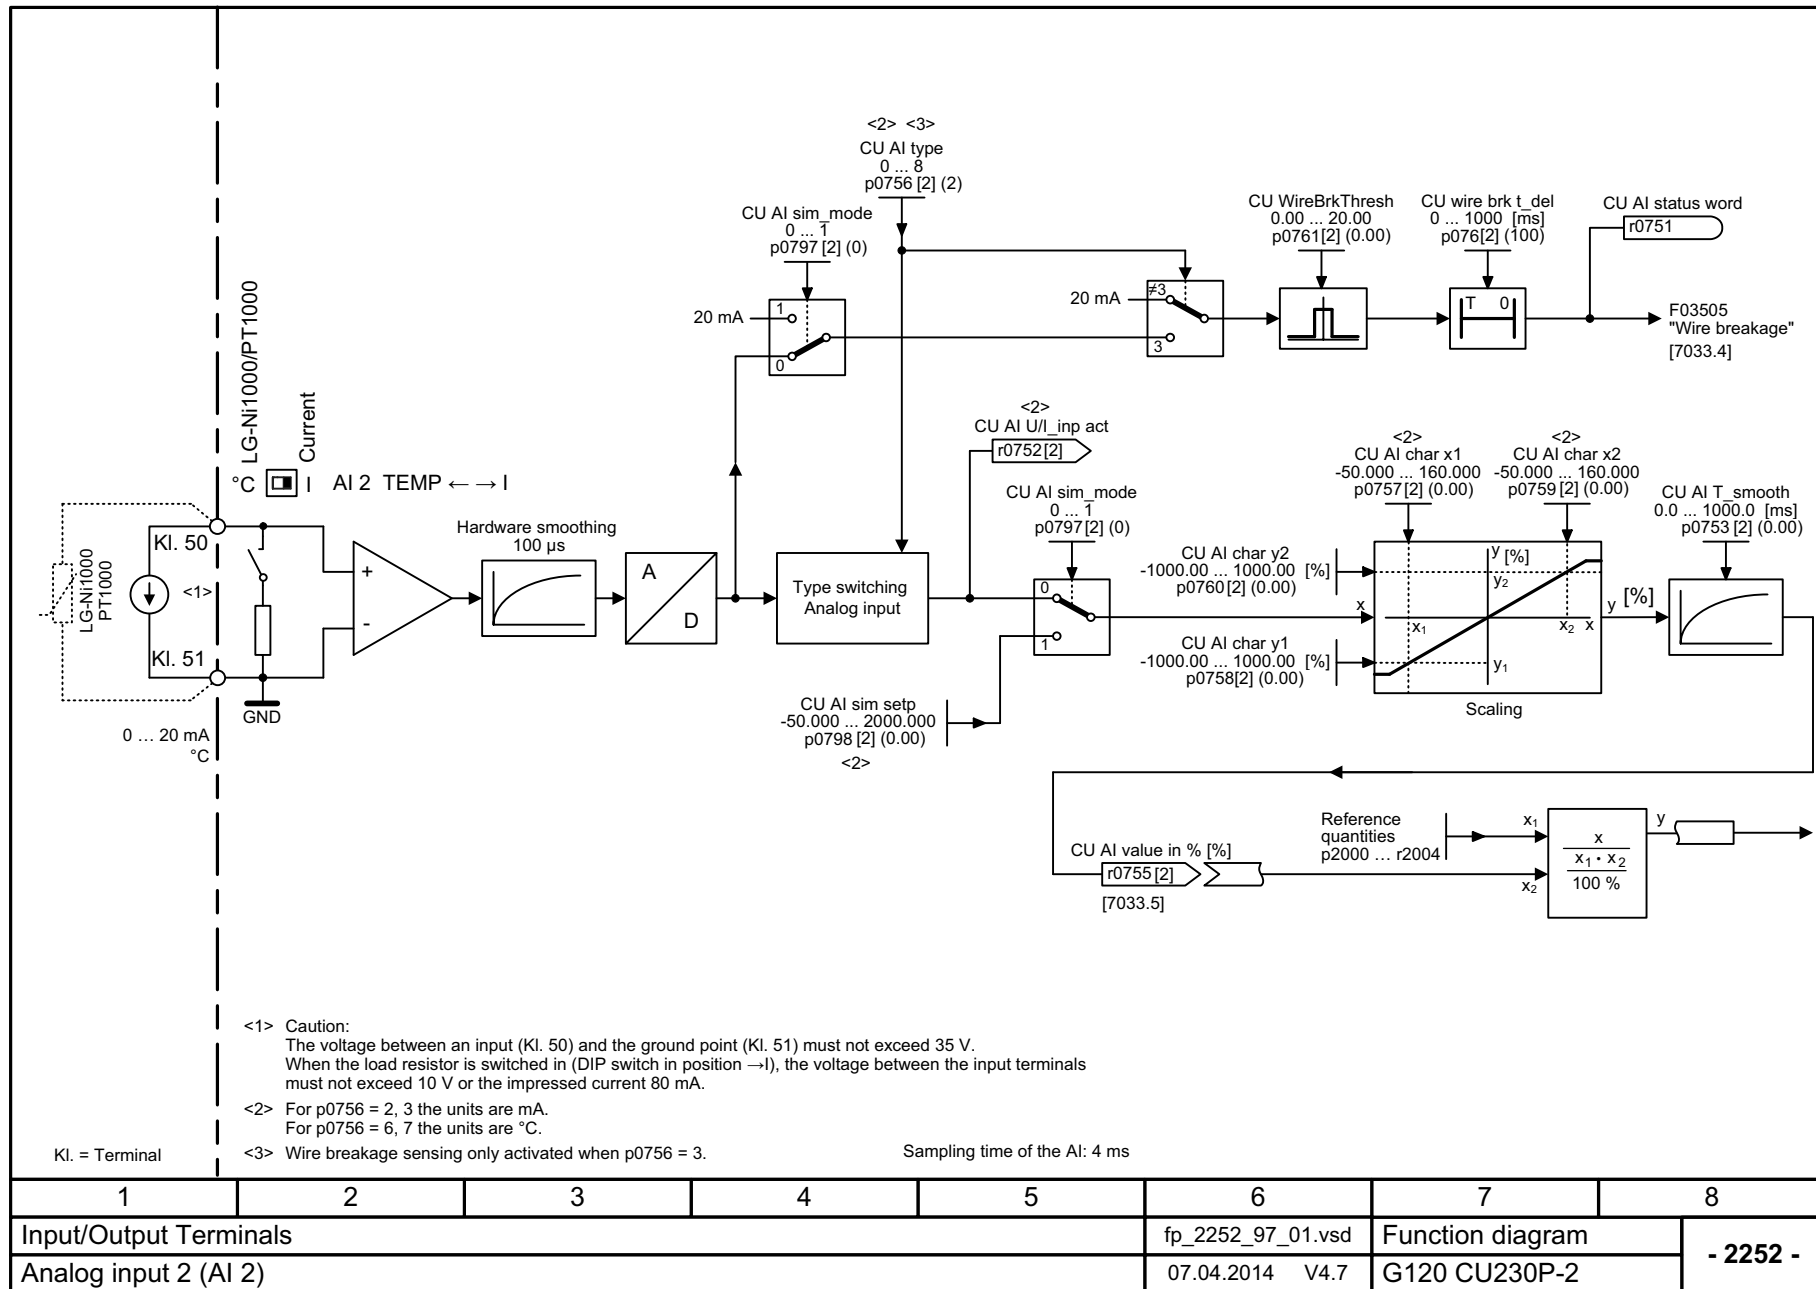 <2> <3>
CU AI type
0 ... 8
p0756 [2] (2)
CU AI sim_mode
0 ... 1
p0797 [2] (0)
CU WireBrkThresh
0.00 ... 20.00
p0761[2] (0.00)
CU wire brk t_del
0 ... 1000 [ms]
p076[2] (100)
CU AI status word
r0751
20 mA
1
0
20 mA
≠3
3
T 0
F03505
"Wire breakage"
[7033.4]
LG-Ni1000/PT1000
Current
°C
I
AI 2 TEMP ← → I
<2>
CU AI U/I_inp act
r0752[2]
CU AI sim_mode
0 ... 1
p0797[2] (0)
<2>
CU AI char x1
-50.000 ... 160.000
p0757[2] (0.00)
<2>
CU AI char x2
-50.000 ... 160.000
p0759[2] (0.00)
CU AI T_smooth
0.0 ... 1000.0 [ms]
p0753 [2] (0.00)
LG-Ni1000
PT1000
Kl. 50
<1>
Kl. 51
GND
0 … 20 mA
°C
+
-
Hardware smoothing
100 µs
A
D
Type switching
Analog input
0
1
CU AI char y2
-1000.00 ... 1000.00 [%]
p0760[2] (0.00)
x
CU AI char y1
-1000.00 ... 1000.00 [%]
p0758[2] (0.00)
y [%]
y2
x1
x2 x
y1
Scaling
y [%]
CU AI sim setp
-50.000 ... 2000.000
p0798 [2] (0.00)
<2>
CU AI value in % [%]
r0755[2]
[7033.5]
Reference
quantities
p2000 … r2004
x1
x2
x
x1 • x2
100 %
y
<1> Caution:
The voltage between an input (Kl. 50) and the ground point (Kl. 51) must not exceed 35 V.
When the load resistor is switched in (DIP switch in position →I), the voltage between the input terminals
must not exceed 10 V or the impressed current 80 mA.
<2> For p0756 = 2, 3 the units are mA.
For p0756 = 6, 7 the units are °C.
<3> Wire breakage sensing only activated when p0756 = 3.
Sampling time of the AI: 4 ms
Kl. = Terminal
1 2 3 4 5 6 7 8
Input/Output Terminals
fp_2252_97_01.vsd
Function diagram
- 2252 -
Analog input 2 (AI 2)
07.04.2014 V4.7
G120 CU230P-2